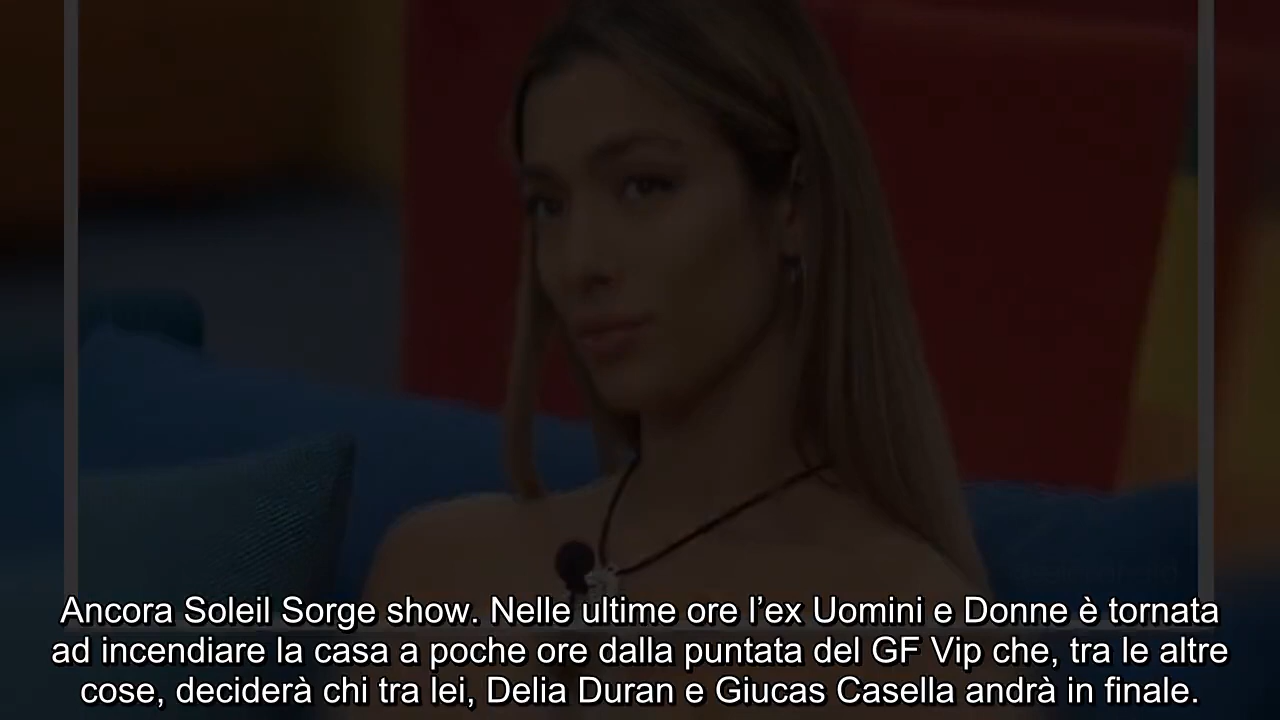 Ancora Soleil Sorge show. Nelle ultime ore l’ex Uomini e Donne è tornata
ad incendiare la casa a poche ore dalla puntata del GF Vip che, tra le altre
cose, deciderà chi tra lei, Delia Duran e Giucas Casella andrà in finale.